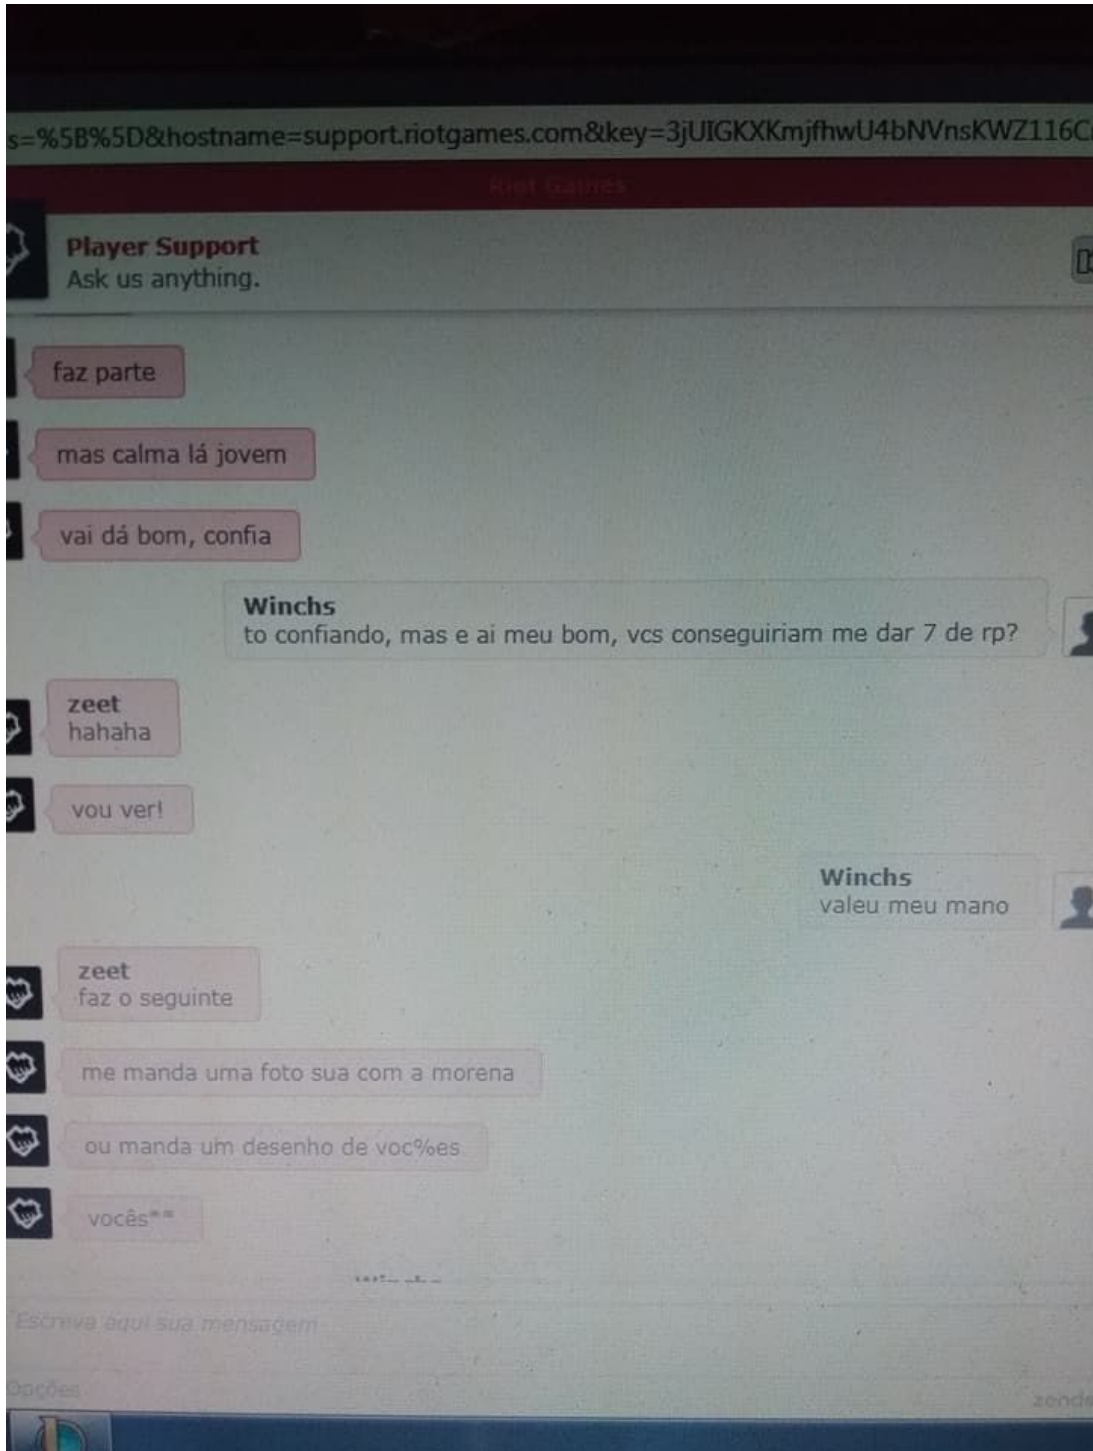 s=%5B%5D&hostname=support.riotgames.com&key=3jUIGKXKmjfhwU4bNVnsKWZ116C
Riot Games
Player Support
Ask us anything.
faz parte
mas calma lá jovem
vai dá bom, confia
Winchs
to confiando, mas e ai meu bom, vcs conseguiriam me dar 7 de rp?
zeet
hahaha
vou ver!
Winchs
valeu meu mano
zeet
faz o seguinte
me manda uma foto sua com a morena
ou manda um desenho de voc%es
vocês**
Escreva aqui sua mensagem
Opções
zende